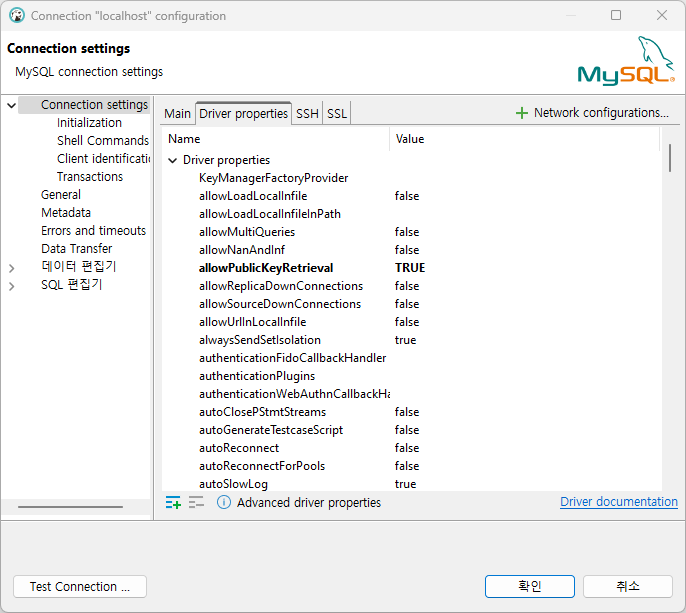 Connection "localhost" configuration
Connection settings
MySQL connection settings
MySQL®
Connection settings
Initialization
Shell Commands
Client identificatio
Transactions
General
Metadata
Errors and timeouts
Data Transfer
데이터 편집기
SQL 편집기
Main Driver properties SSH SSL Network configurations...
Name Value
Driver properties
KeyManagerFactoryProvider
allowLoadLocalInfile false
allowLoadLocalInfileInPath
allowMultiQueries false
allowNanAndInf false
allowPublicKeyRetrieval TRUE
allowReplicaDownConnections false
allowSourceDownConnections false
allowUrlInLocalInfile false
alwaysSendSetIsolation true
authenticationFidoCallbackHandler
authenticationPlugins
authenticationWebAuthnCallbackHa
autoClosePStmtStreams false
autoGenerateTestcaseScript false
autoReconnect false
autoReconnectForPools false
autoSlowLog true
Advanced driver properties Driver documentation
Test Connection ... 확인 취소